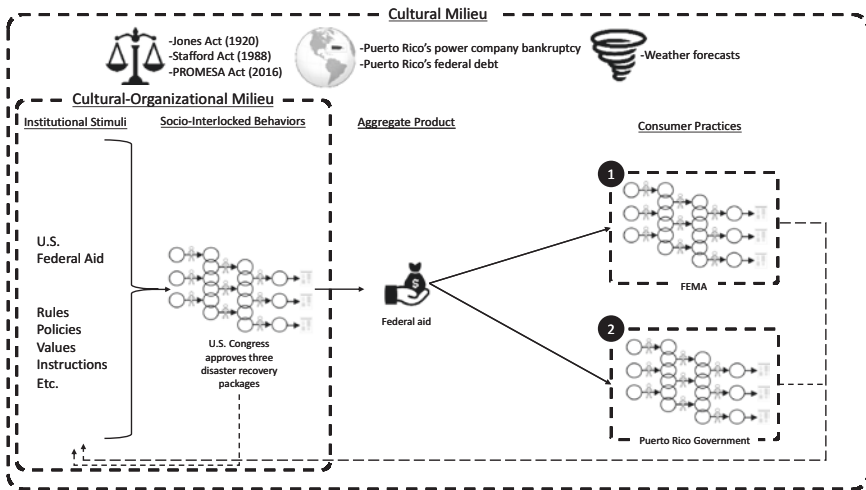 Cultural Milieu
-Jones Act (1920)
-Stafford Act (1988)
-PROMESA Act (2016)
-Puerto Rico’s power company bankruptcy
-Puerto Rico’s federal debt
-Weather forecasts
Cultural-Organizational Milieu
Institutional Stimuli
Socio-Interlocked Behaviors
Aggregate Product
Consumer Practices
U.S.
Federal Aid
Rules
Policies
Values
Instructions
Etc.
U.S. Congress
approves three
disaster recovery
packages
$
Federal aid
1
FEMA
2
Puerto Rico Government